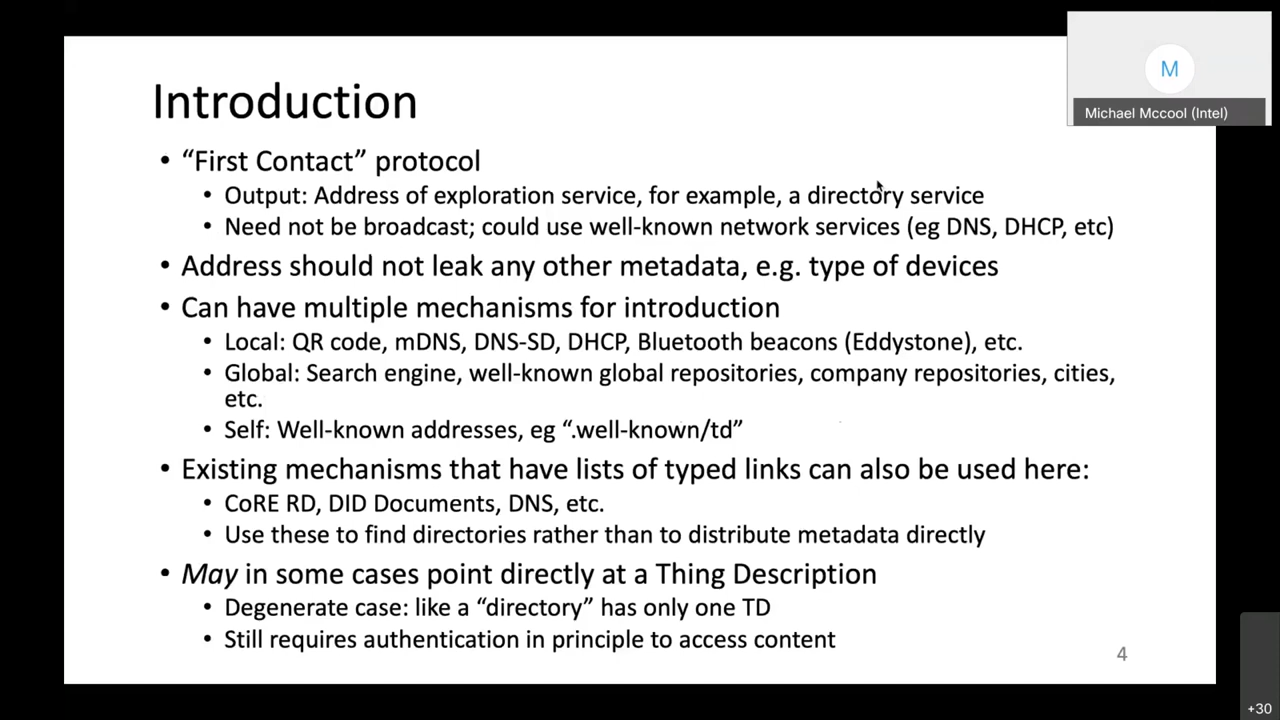 Introduction
• “First Contact” protocol
• Output: Address of exploration service, for example, a directory service
• Need not be broadcast; could use well-known network services (eg DNS, DHCP, etc)
• Address should not leak any other metadata, e.g. type of devices
• Can have multiple mechanisms for introduction
• Local: QR code, mDNS, DNS-SD, DHCP, Bluetooth beacons (Eddystone), etc.
• Global: Search engine, well-known global repositories, company repositories, cities,
etc.
• Self: Well-known addresses, eg “.well-known/td”
• Existing mechanisms that have lists of typed links can also be used here:
• CoRE RD, DID Documents, DNS, etc.
• Use these to find directories rather than to distribute metadata directly
• May in some cases point directly at a Thing Description
• Degenerate case: like a “directory” has only one TD
• Still requires authentication in principle to access content
4
M
Michael Mccool (Intel)
+30